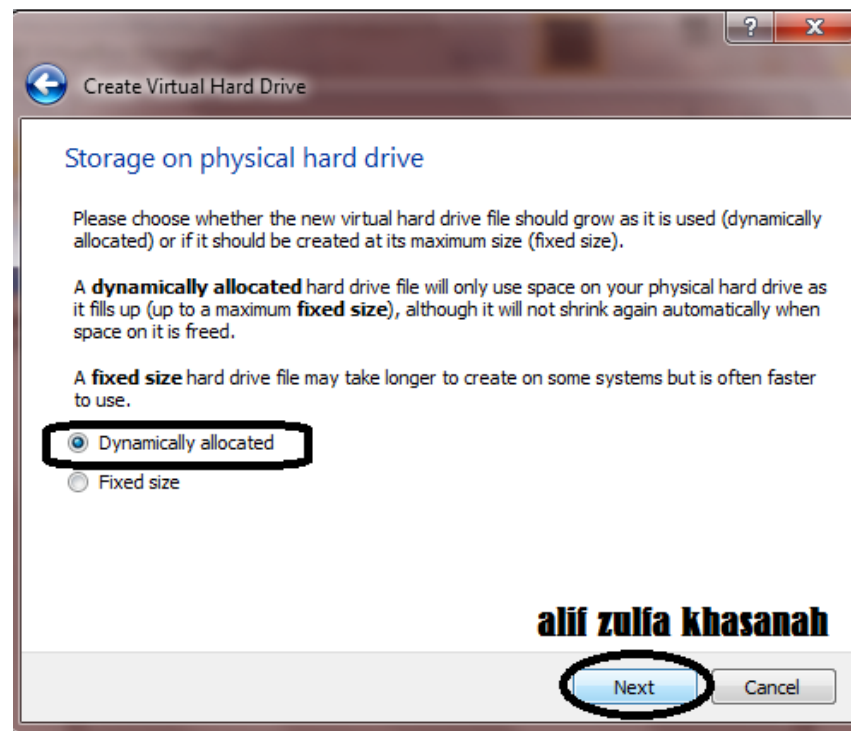 ?
X
Create Virtual Hard Drive
Storage on physical hard drive
Please choose whether the new virtual hard drive file should grow as it is used (dynamically
allocated) or if it should be created at its maximum size (fixed size).
A dynamically allocated hard drive file will only use space on your physical hard drive as
it fills up (up to a maximum fixed size), although it will not shrink again automatically when
space on it is freed.
A fixed size hard drive file may take longer to create on some systems but is often faster
to use.
Dynamically allocated
Fixed size
alif zulfa khasanah
Next Cancel